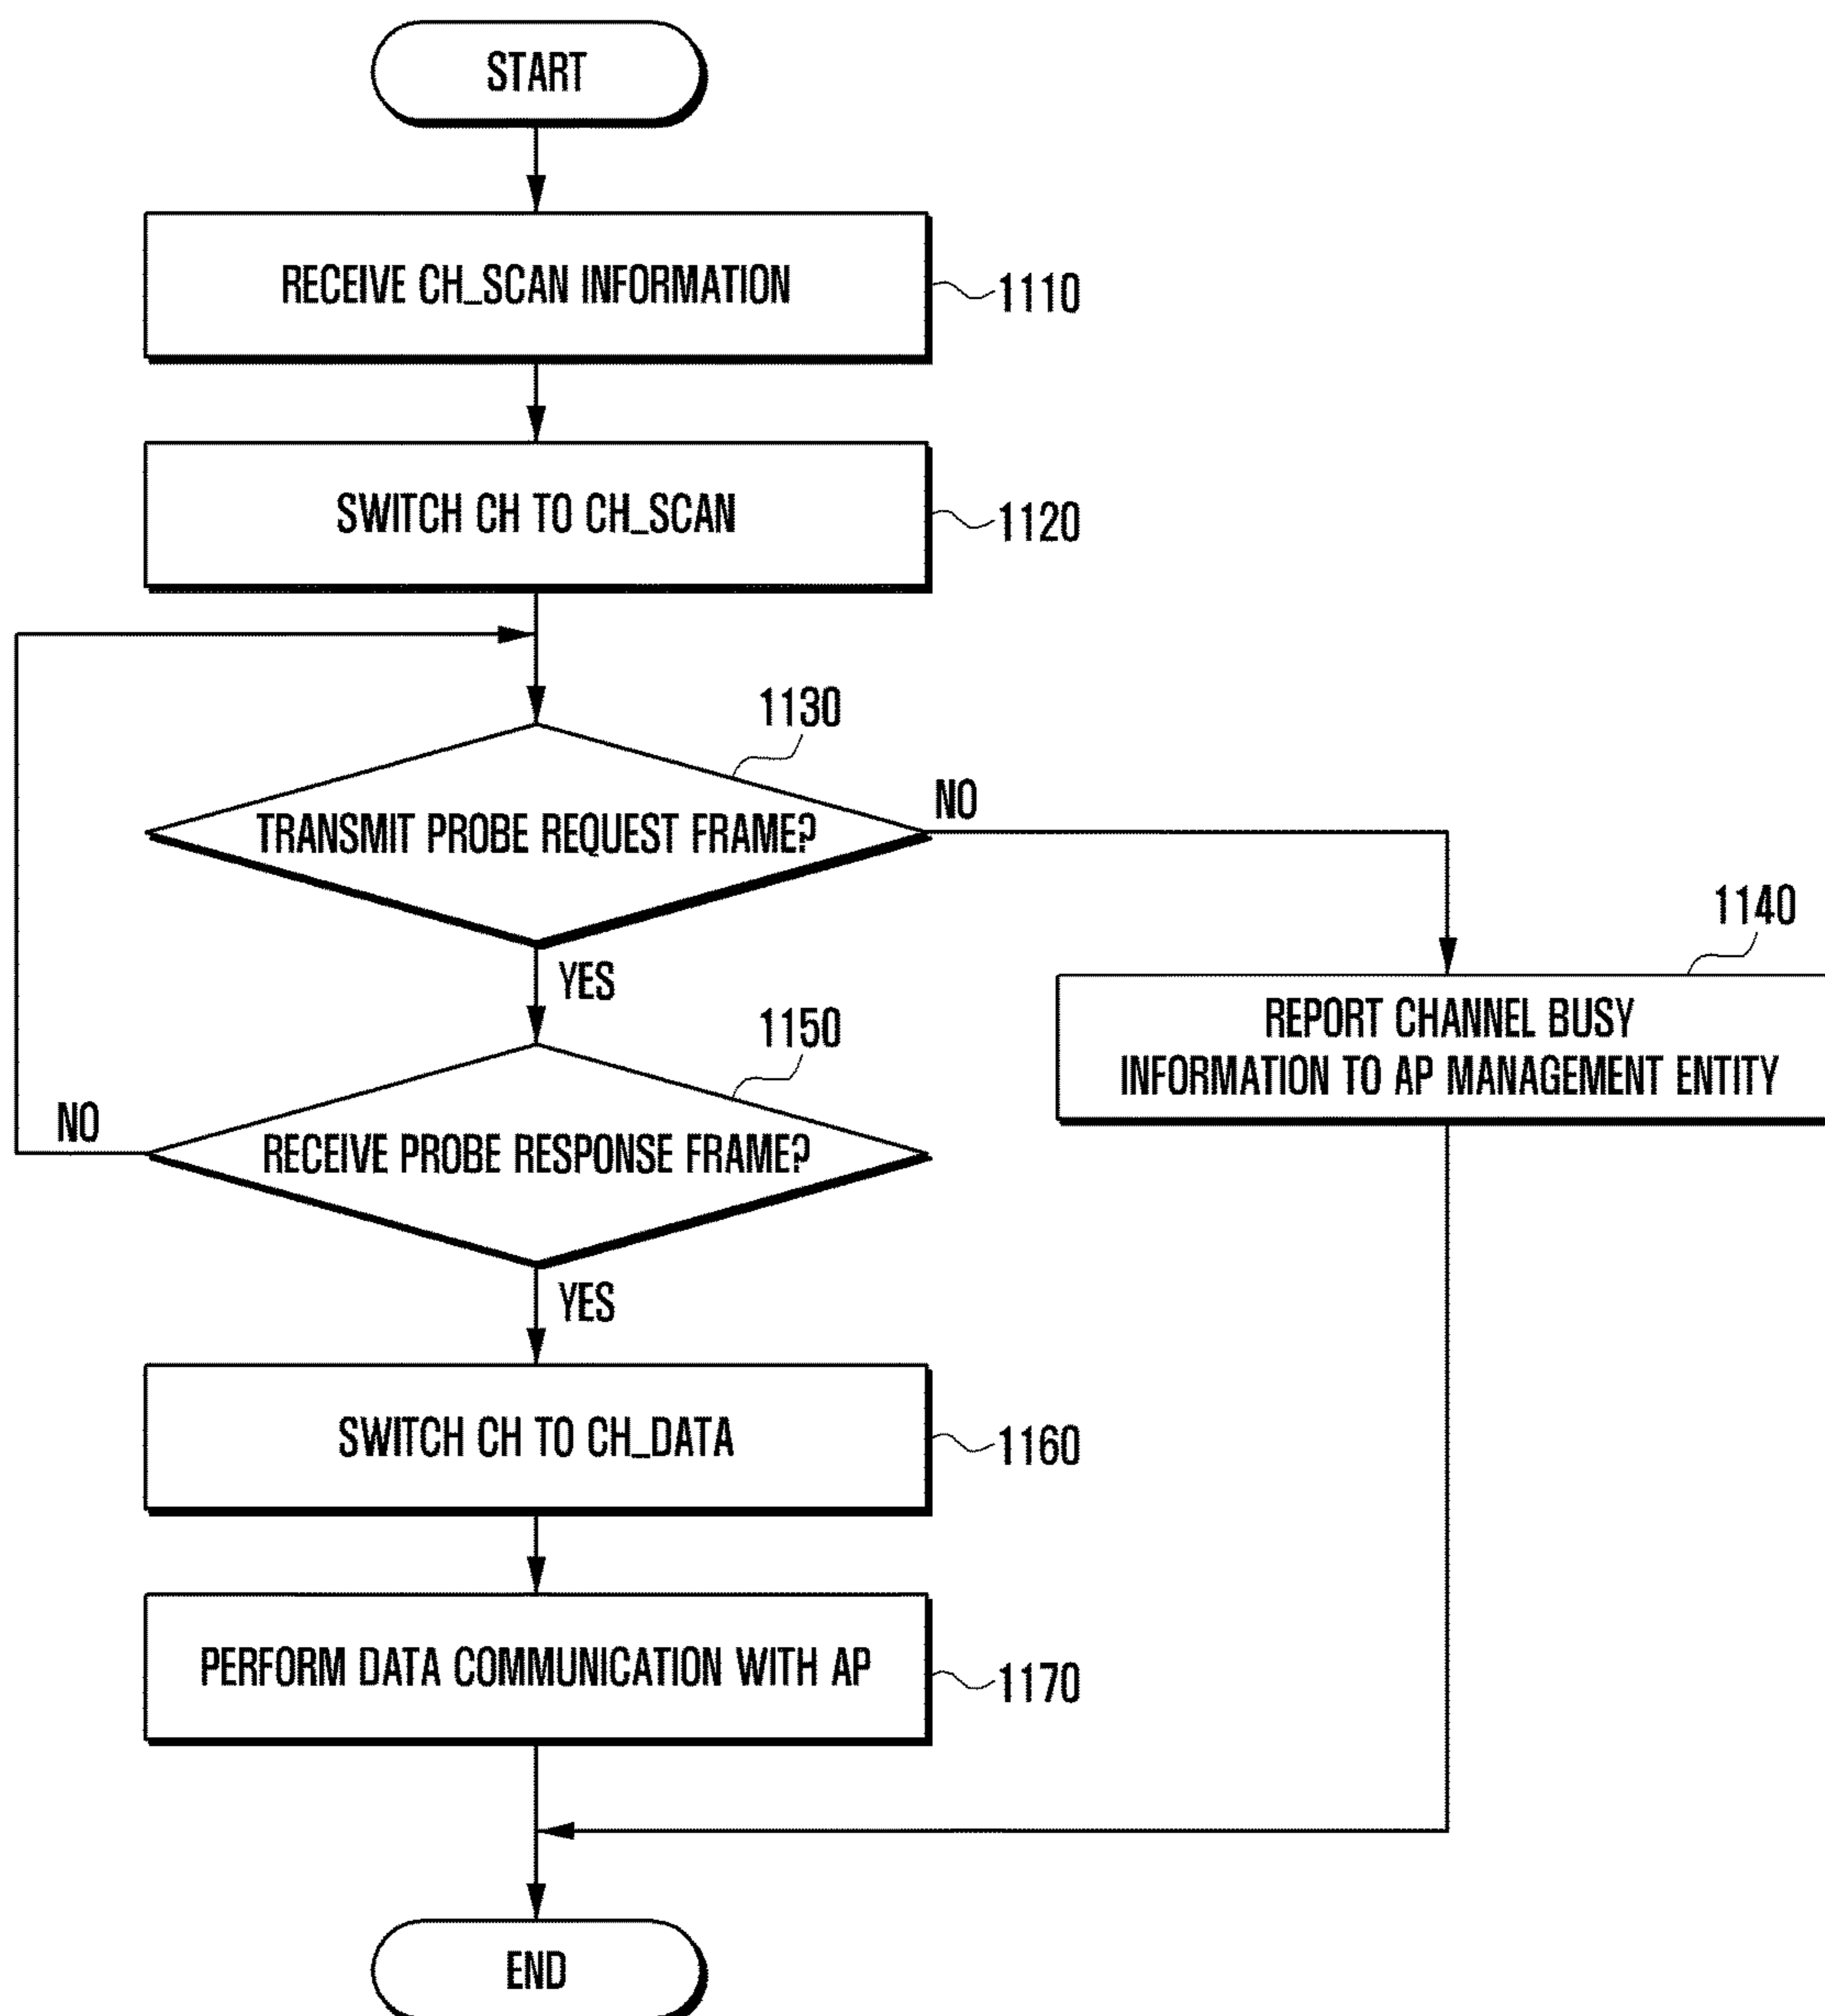 START
RECEIVE CH_SCAN INFORMATION
1110
SWITCH CH TO CH_SCAN
1120
1130
TRANSMIT PROBE REQUEST FRAME?
NO
YES
1140
REPORT CHANNEL BUSY
INFORMATION TO AP MANAGEMENT ENTITY
1150
RECEIVE PROBE RESPONSE FRAME?
NO
YES
SWITCH CH TO CH_DATA
1160
PERFORM DATA COMMUNICATION WITH AP
1170
END